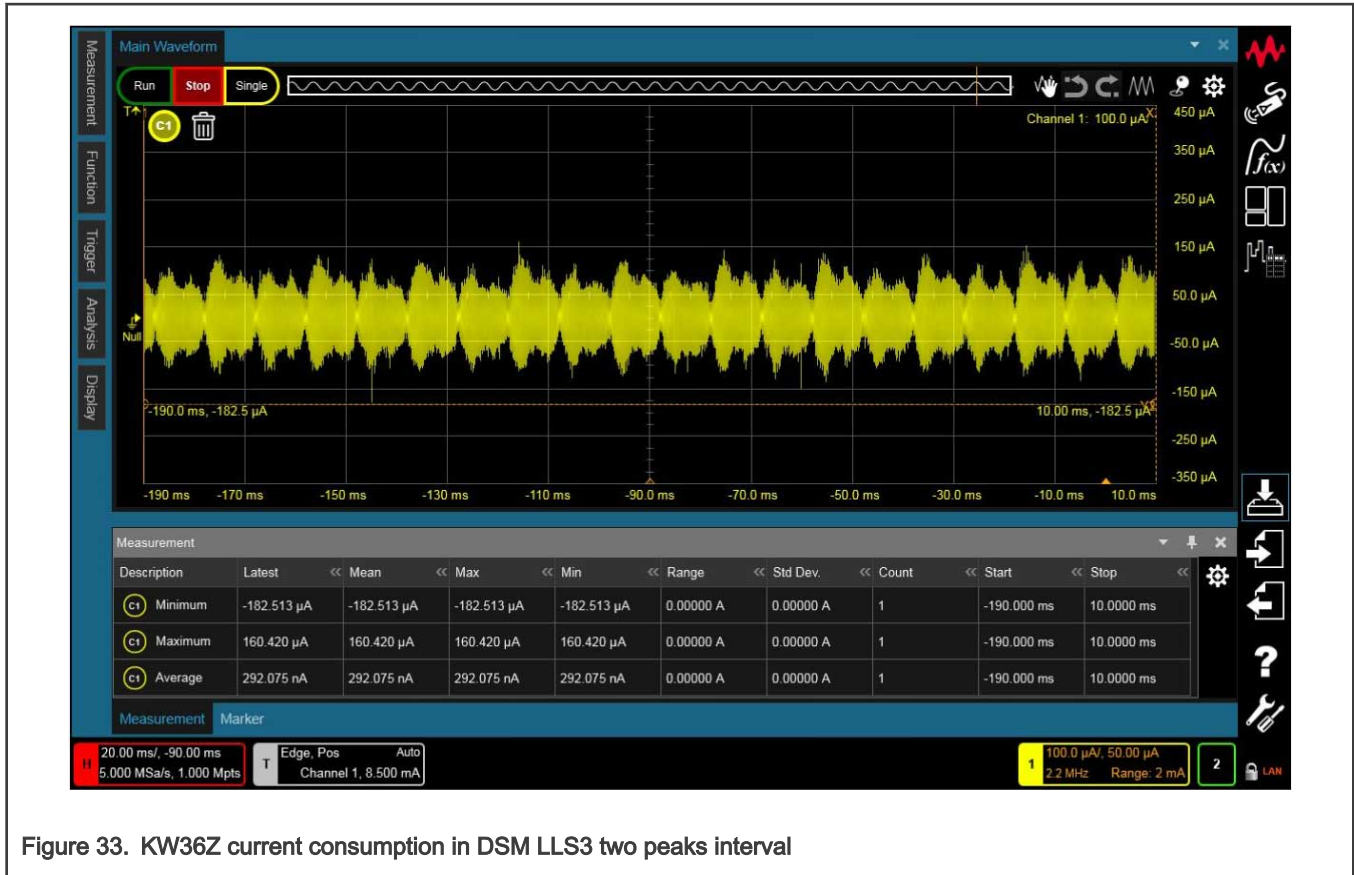 Measurement
Function
Trigger
Analysis
Display
Main Waveform
Run Stop Single
T
C1
Channel 1: 100.0 µA/
X
450 µA
350 µA
250 µA
150 µA
50.0 µA
-50.0 µA
-150 µA
-250 µA
-350 µA
Null
-190.0 ms, -182.5 µA
10.00 ms, -182.5 µA
-190 ms -170 ms -150 ms -130 ms -110 ms -90.0 ms -70.0 ms -50.0 ms -30.0 ms -10.0 ms 10.0 ms
f(x)
Measurement
Description Latest << Mean << Max << Min << Range << Std Dev. << Count << Start << Stop <<
C1 Minimum -182.513 µA -182.513 µA -182.513 µA -182.513 µA 0.00000 A 0.00000 A 1 -190.000 ms 10.0000 ms
C1 Maximum 160.420 µA 160.420 µA 160.420 µA 160.420 µA 0.00000 A 0.00000 A 1 -190.000 ms 10.0000 ms
C1 Average 292.075 nA 292.075 nA 292.075 nA 292.075 nA 0.00000 A 0.00000 A 1 -190.000 ms 10.0000 ms
Measurement Marker
H 20.00 ms/, -90.00 ms
5.000 MSa/s, 1.000 Mpts
T Edge, Pos Auto
Channel 1, 8.500 mA
1 100.0 µA/, 50.00 µA
2.2 MHz Range: 2 mA
2
LAN
?
Figure 33. KW36Z current consumption in DSM LLS3 two peaks interval